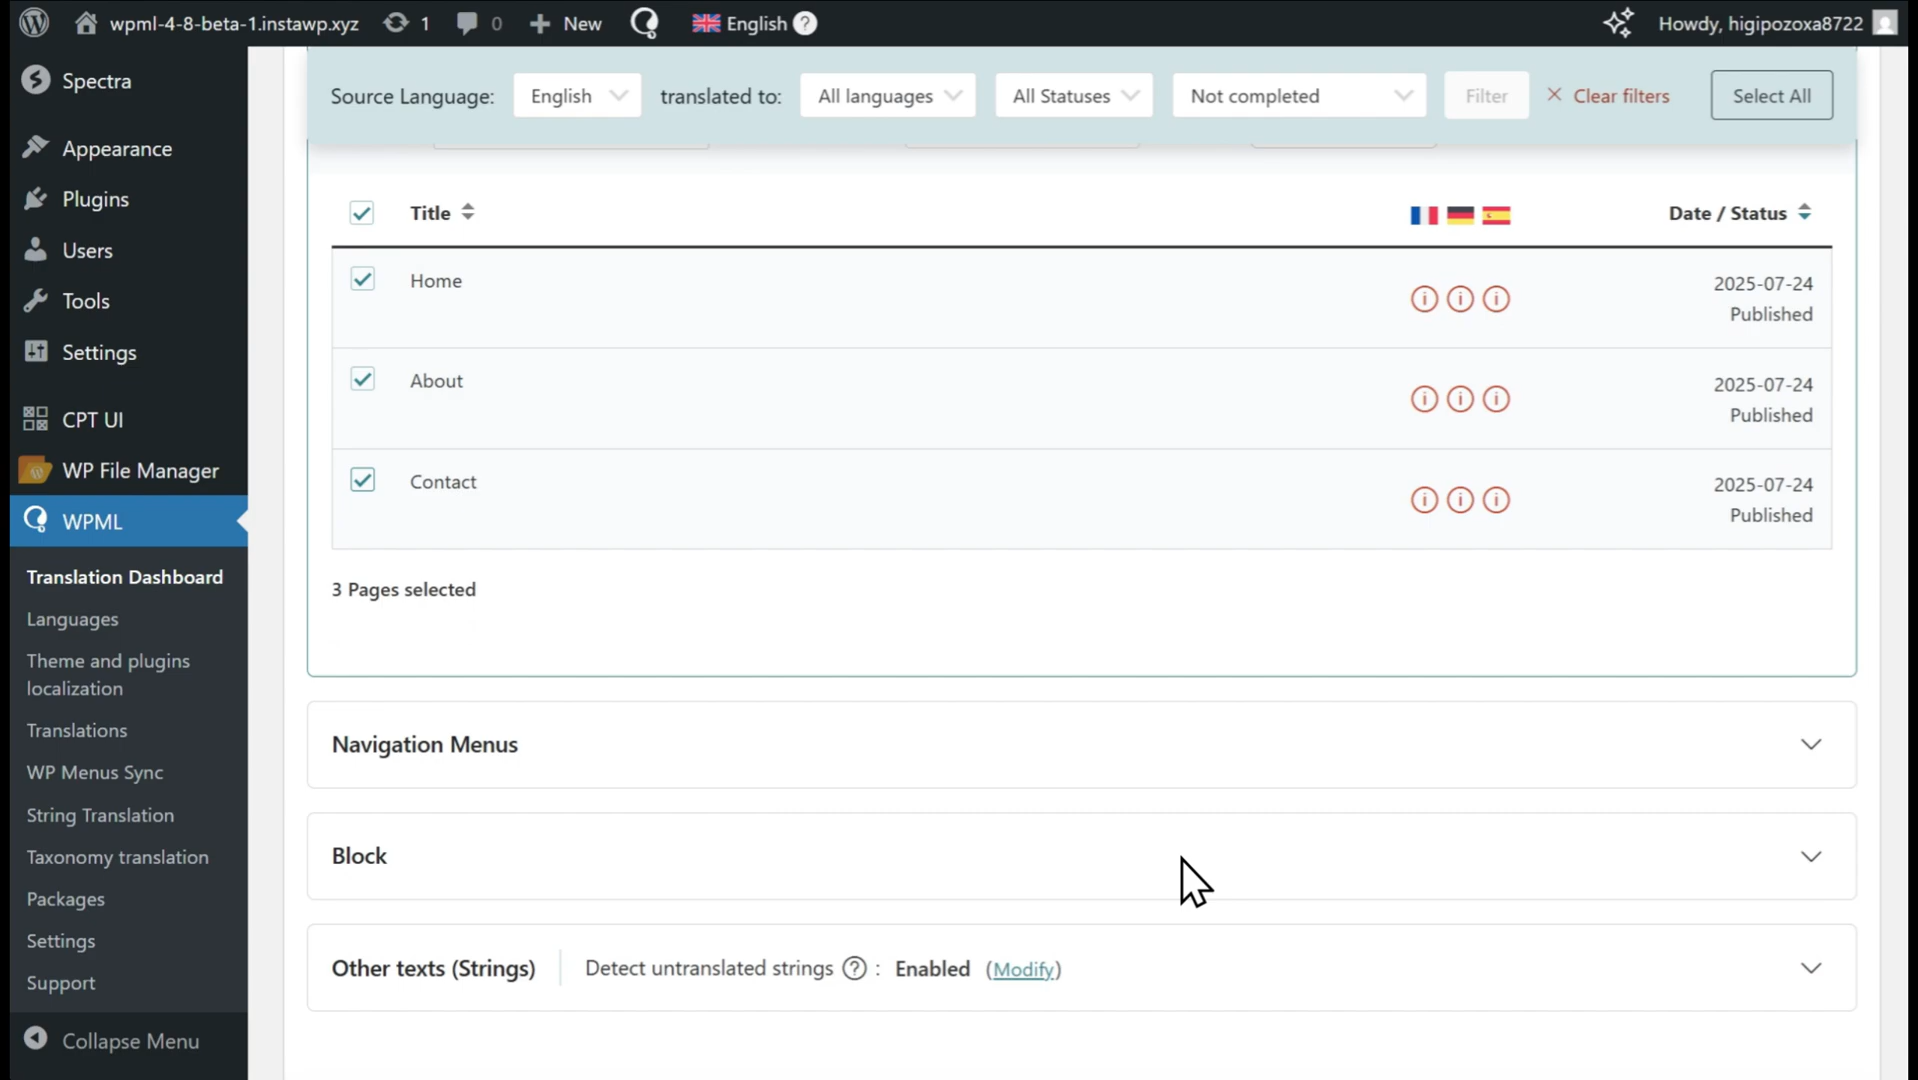 wpml-4-8-beta-1.instawp.xyz 1 0 New English ? Howdy, higipozoxa8722
Spectra
Appearance
Plugins
Users
Tools
Settings
CPT UI
WP File Manager
WPML
Translation Dashboard
Languages
Theme and plugins
localization
Translations
WP Menus Sync
String Translation
Taxonomy translation
Packages
Settings
Support
Collapse Menu
Source Language: English translated to: All languages All Statuses Not completed Filter Clear filters Select All
Title Date / Status
Home 2025-07-24
Published
About 2025-07-24
Published
Contact 2025-07-24
Published
3 Pages selected
Navigation Menus
Block
Other texts (Strings) Detect untranslated strings ? : Enabled (Modify)